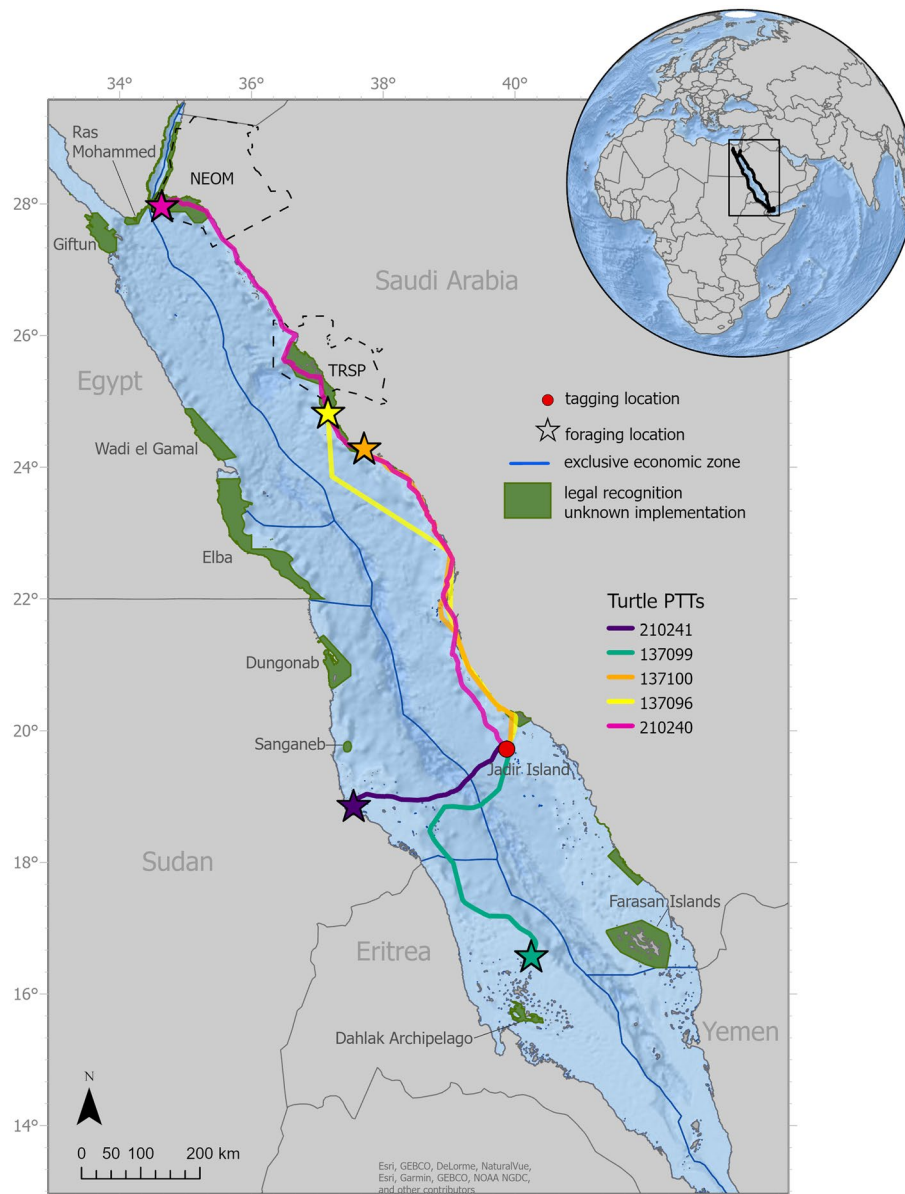 34°
36°
38°
40°
Ras
Mohammed
NEOM
28°
Giftun
Saudi Arabia
26°
TRSP
Egypt
tagging location
foraging location
Wadi el Gamal
exclusive economic zone
24°
legal recognition
unknown implementation
Elba
22°
Turtle PTTs
210241
137099
Dungonab
137100
137096
210240
20°
Sanganeb
Jadir Island
18°
Sudan
Farasan Islands
Eritrea
16°
Yemen
Dahlak Archipelago
N
14°
0 50 100 200 km
Esri, GEBCO, DeLorme, NaturalVue,
Esri, Garmin, GEBCO, NOAA NGDC,
and other contributors